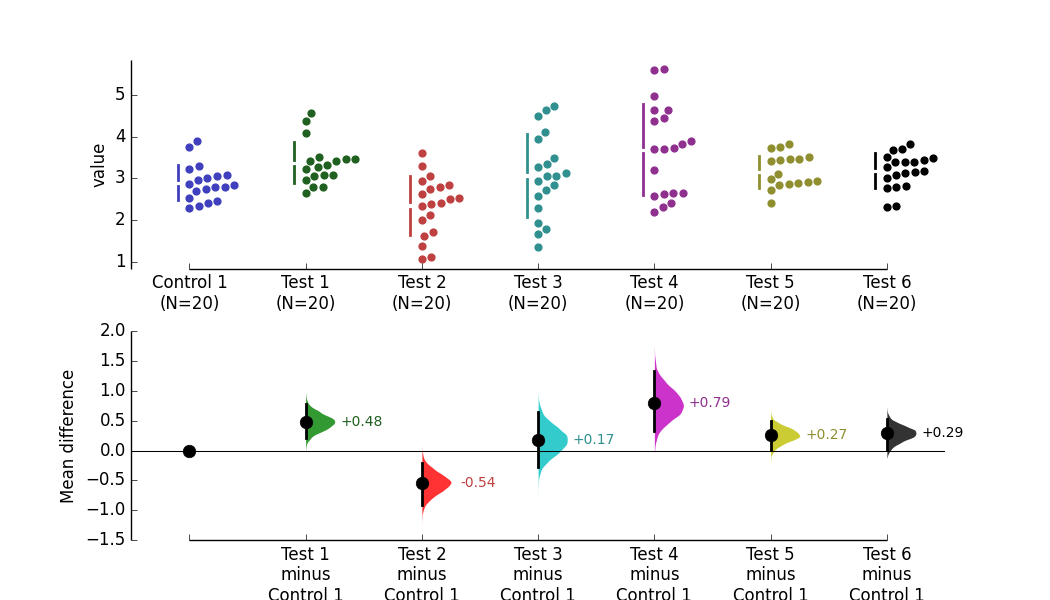 value
5
4
3
2
1
Control 1 Test 1 Test 2 Test 3 Test 4 Test 5 Test 6
(N=20) (N=20) (N=20) (N=20) (N=20) (N=20) (N=20)
Mean difference
2.0
1.5
1.0
0.5
0.0
−0.5
−1.0
−1.5
+0.48
-0.54
+0.17
+0.79
+0.27
+0.29
Test 1 Test 2 Test 3 Test 4 Test 5 Test 6
minus minus minus minus minus minus
Control 1 Control 1 Control 1 Control 1 Control 1 Control 1